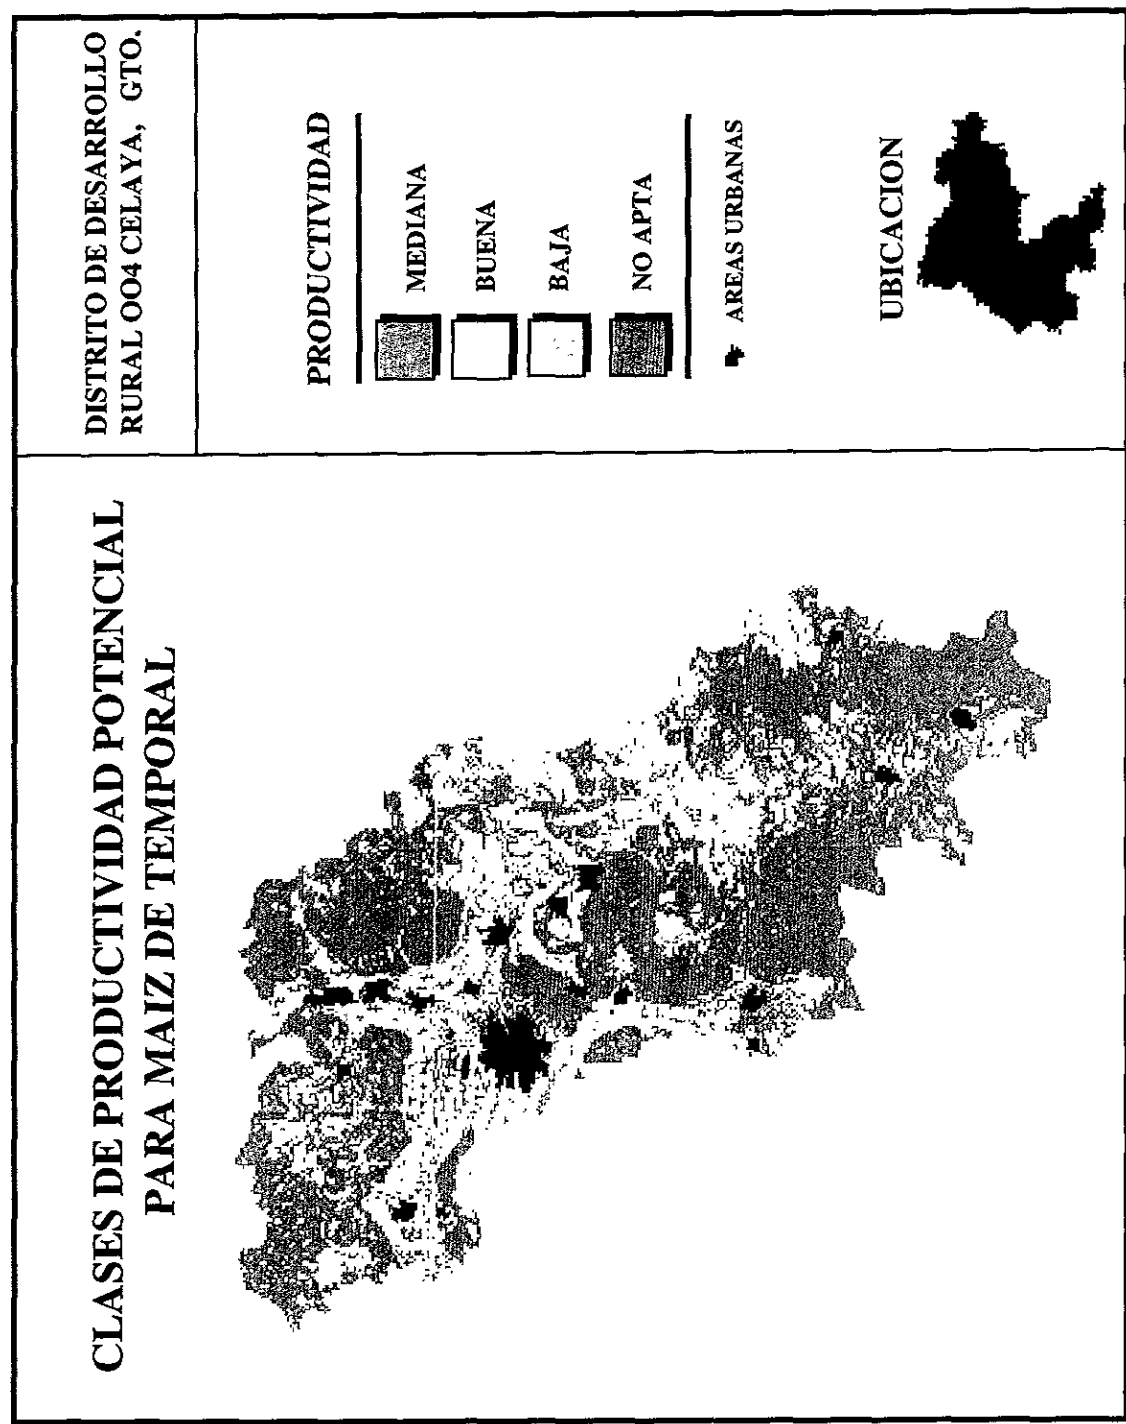 CLASES DE PRODUCTIVIDAD POTENCIAL
PARA MAIZ DE TEMPORAL
DISTRITO DE DESARROLLO
RURAL OO4 CELAYA, GTO.
PRODUCTIVIDAD
MEDIANA
BUENA
BAJA
NO APTA
AREAS URBANAS
UBICACION